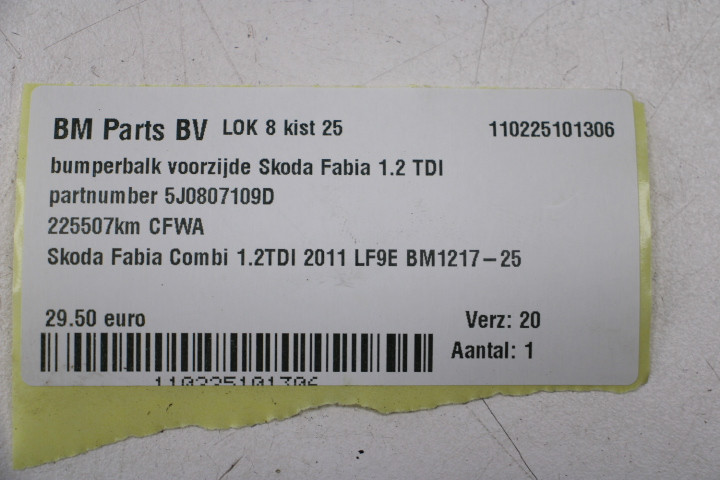 BM Parts BV LOK 8 kist 25 110225101306
bumperbalk voorzijde Skoda Fabia 1.2 TDI
partnumber 5J0807109D
225507km CFWA
Skoda Fabia Combi 1.2TDI 2011 LF9E BM1217-25
29.50 euro Verz: 20
Aantal: 1
110225101306